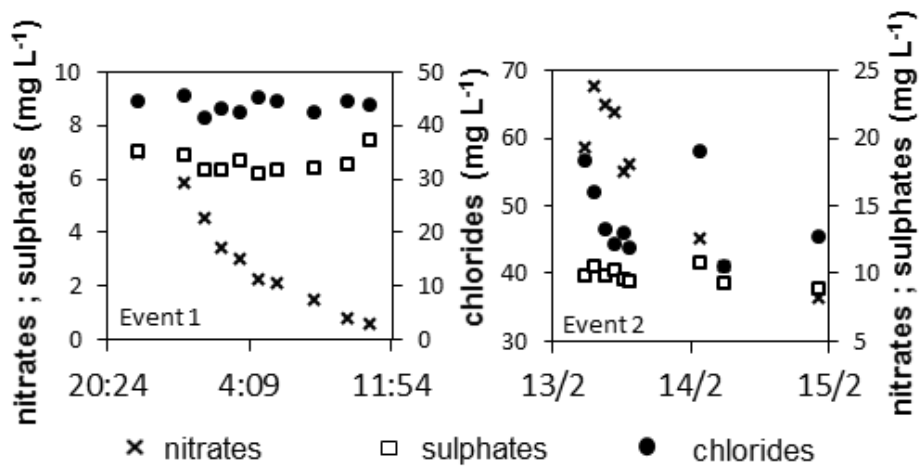 nitrates ; sulphates (mg L-1)
10
8
6
4
2
0
Event 1
50
40
30
20
10
0
20:24 4:09 11:54
chlorides (mg L-1)
70
60
50
40
30
Event 2
25
20
15
10
5
13/2 14/2 15/2
nitrates ; sulphates (mg L-1)
× nitrates □ sulphates ● chlorides